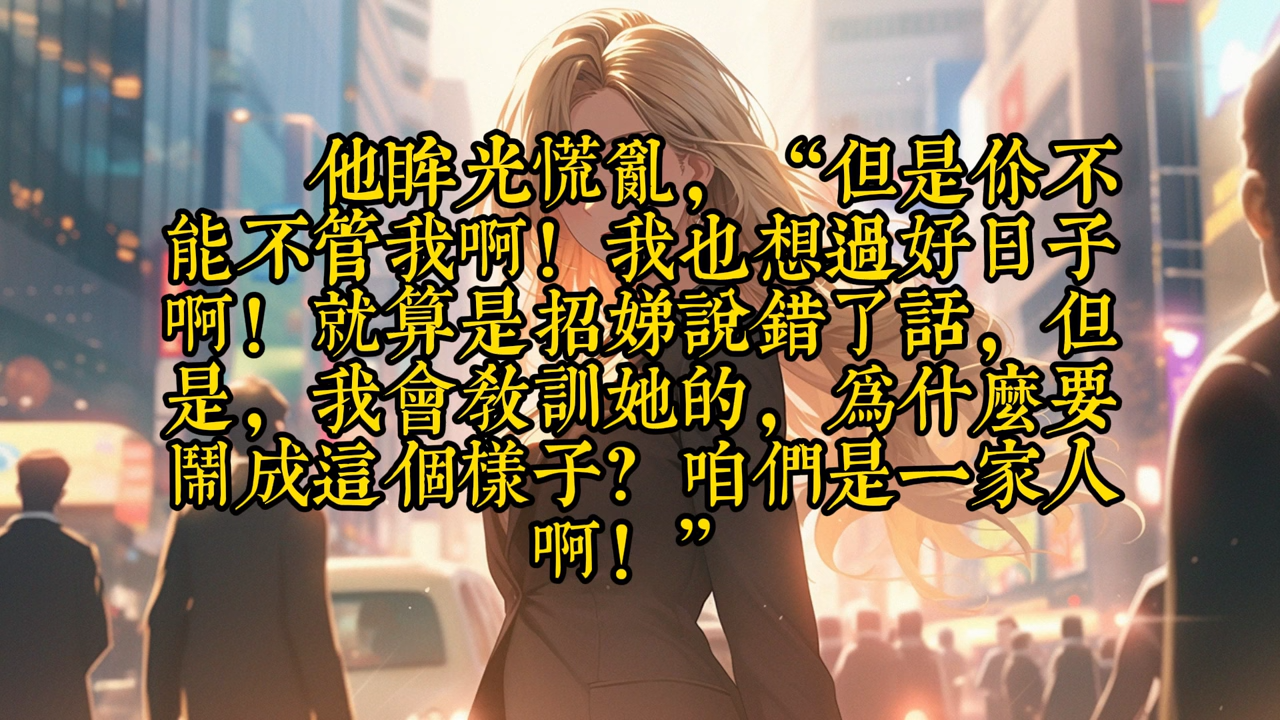 他眸光慌亂，“但是伱不
能不管我啊！我也想過好日子
啊！就算是招娣說錯了話，但
是，我會敎訓她的，爲什麼要
鬧成這個樣子？咱們是一家人
啊！”